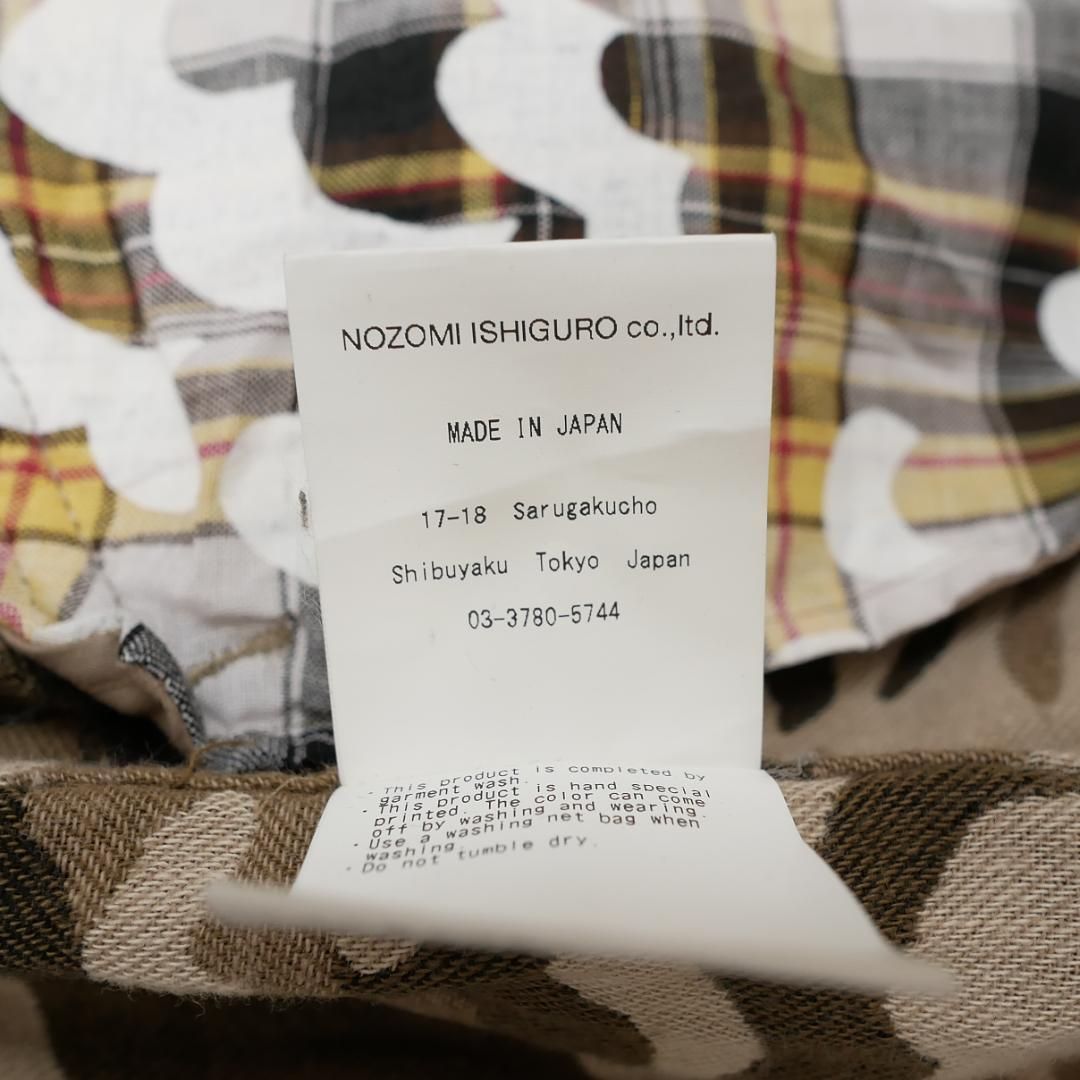 NOZOMI ISHIGURO co.,ltd.
MADE IN JAPAN
17-18 Sarugakucho
Shibuyaku Tokyo Japan
03-3780-5744
・This product is completed by
garment wash.
・This product is hand special
printed. The color can come
off by washing and wearing.
・Use a washing net bag when
washing.
・Do not tumble dry.